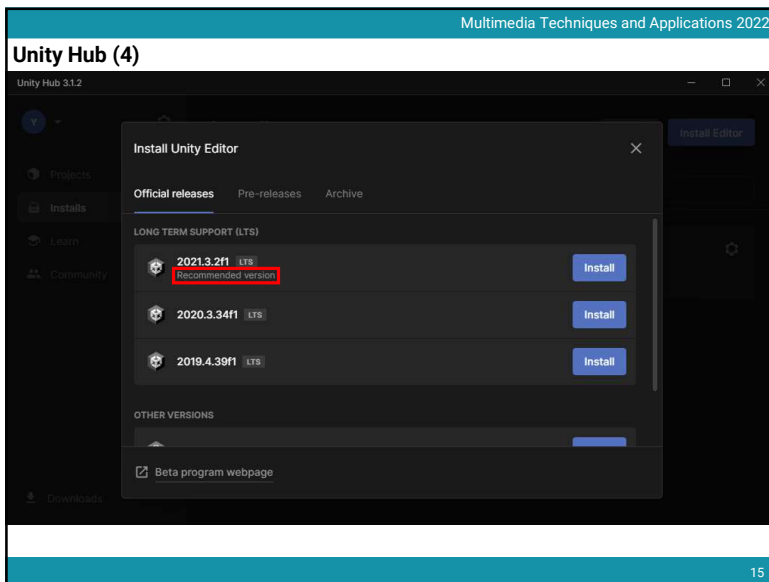 Multimedia Techniques and Applications 2022
Unity Hub (4)
Unity Hub 3.1.2
Y
Install Editor
Install Unity Editor
Projects
Official releases Pre-releases Archive
Installs
LONG TERM SUPPORT (LTS)
Learn
2021.3.2f1 LTS
Recommended version
Install
Community
2020.3.34f1 LTS
Install
2019.4.39f1 LTS
Install
OTHER VERSIONS
Beta program webpage
Downloads
15